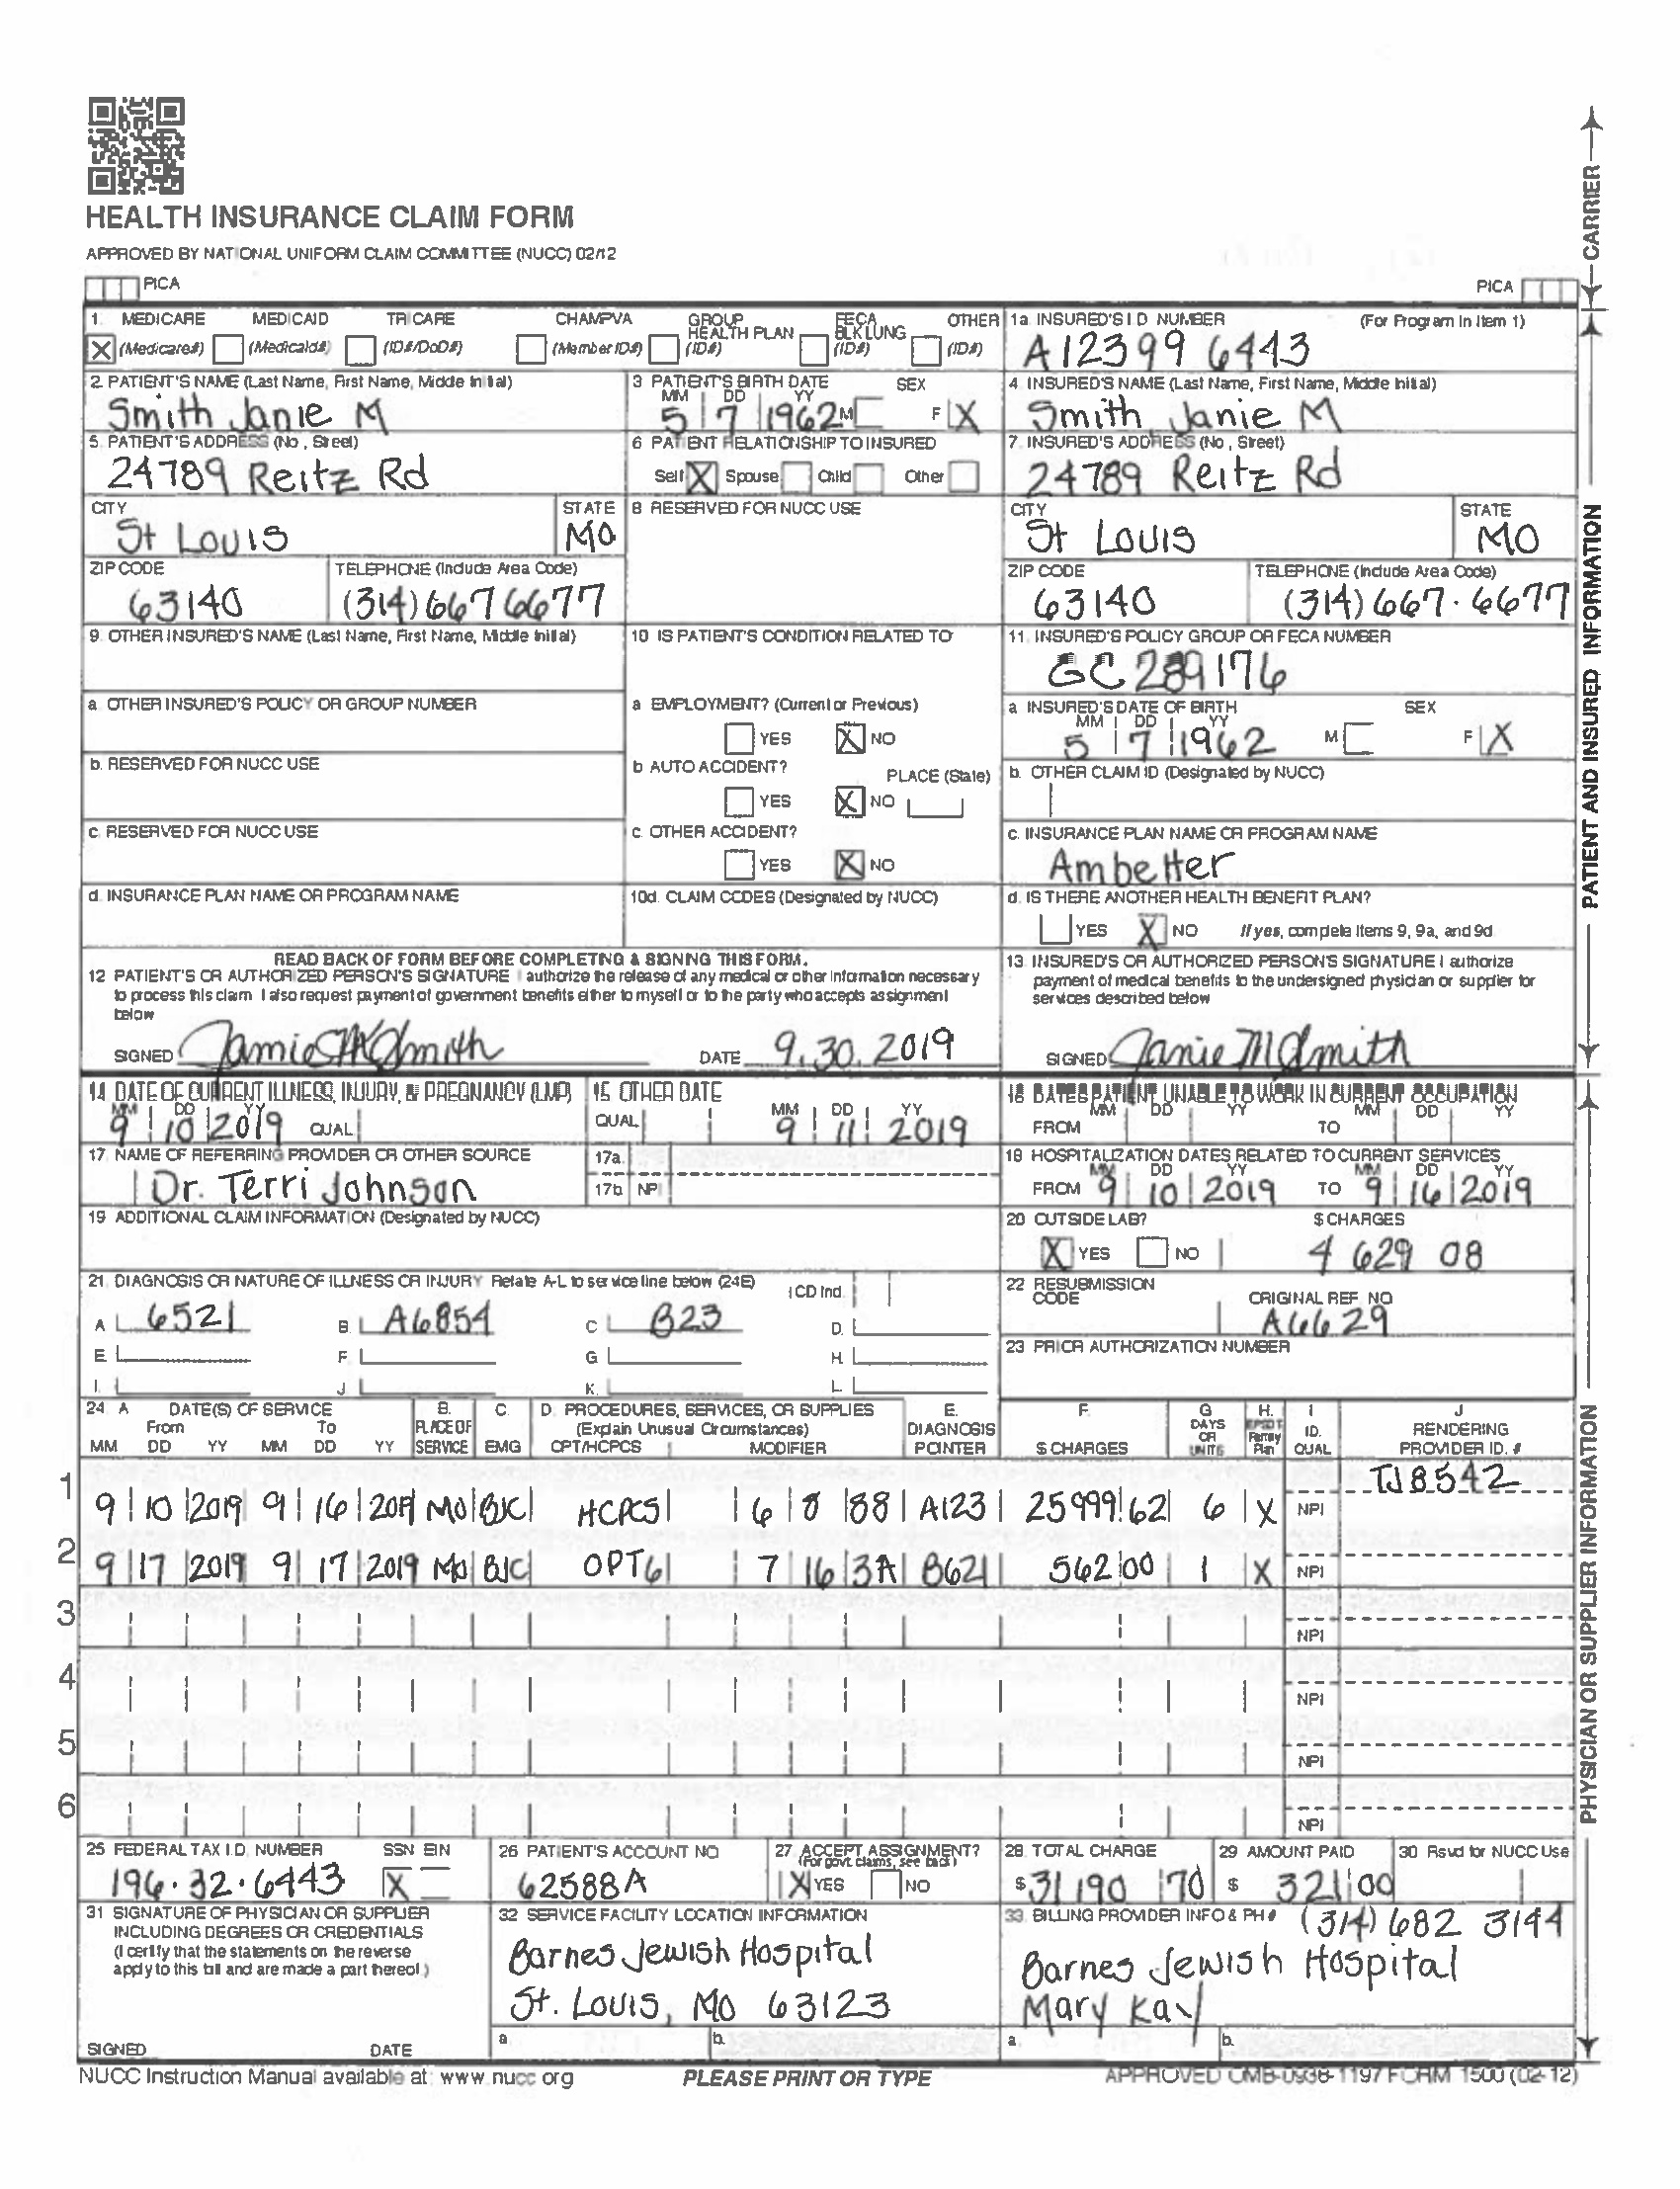 HEALTH INSURANCE CLAIM FORM
APPROVED BY NATIONAL UNIFORM CLAIM COMMITTEE (NUCC) 02/12
PICA
PICA
CARRIER
1. MEDICARE MEDICAID TRICARE CHAMPVA GROUP HEALTH PLAN FECA BLK LUNG OTHER
X (Medicare#) (Medicaid#) (ID#/DoD#) (Member ID#) (ID#) (ID#) (ID#)
1a. INSURED'S I.D. NUMBER (For Program in Item 1)
A12399 6443
2. PATIENT'S NAME (Last Name, First Name, Middle Initial)
Smith Janie M
3 PATIENT'S BIRTH DATE SEX
MM DD YY
5 7 1962 M F X
4. INSURED'S NAME (Last Name, First Name, Middle Initial)
Smith Janie M
5. PATIENT'S ADDRESS (No., Street)
24789 Reitz Rd
6 PATIENT RELATIONSHIP TO INSURED
Self X Spouse Child Other
7. INSURED'S ADDRESS (No., Street)
24789 Reitz Rd
CITY STATE
St Louis MO
8 RESERVED FOR NUCC USE
CITY STATE
St Louis MO
ZIP CODE TELEPHONE (Include Area Code)
63140 (314) 667 6677
ZIP CODE TELEPHONE (Include Area Code)
63140 (314) 667.6677
9. OTHER INSURED'S NAME (Last Name, First Name, Middle Initial)
10 IS PATIENT'S CONDITION RELATED TO
11. INSURED'S POLICY GROUP OR FECA NUMBER
GC 289176
a. OTHER INSURED'S POLICY OR GROUP NUMBER
a EMPLOYMENT? (Current or Previous)
YES X NO
a INSURED'S DATE OF BIRTH SEX
MM DD YY
5 7 1962 M F X
b. RESERVED FOR NUCC USE
b AUTO ACCIDENT? PLACE (State)
YES X NO
b. OTHER CLAIM ID (Designated by NUCC)
c. RESERVED FOR NUCC USE
c. OTHER ACCIDENT?
YES X NO
c. INSURANCE PLAN NAME OR PROGRAM NAME
Ambetter
d. INSURANCE PLAN NAME OR PROGRAM NAME
10d. CLAIM CODES (Designated by NUCC)
d. IS THERE ANOTHER HEALTH BENEFIT PLAN?
YES X NO If yes, complete items 9, 9a, and 9d
READ BACK OF FORM BEFORE COMPLETING & SIGNING THIS FORM.
12 PATIENT'S OR AUTHORIZED PERSON'S SIGNATURE I authorize the release of any medical or other information necessary
to process this claim I also request payment of government benefits either to myself or to the party who accepts assignment
below
SIGNED Janie M Smith DATE 9.30.2019
13. INSURED'S OR AUTHORIZED PERSON'S SIGNATURE I authorize
payment of medical benefits to the undersigned physician or supplier for
services described below
SIGNED Janie M Smith
PATIENT AND INSURED INFORMATION
14 DATE OF CURRENT ILLNESS, INJURY, or PREGNANCY (LMP)
MM DD YY
9 10 2019 QUAL
15 OTHER DATE
QUAL MM DD YY
9 11 2019
16 DATES PATIENT UNABLE TO WORK IN CURRENT OCCUPATION
MM DD YY MM DD YY
FROM TO
17. NAME OF REFERRING PROVIDER OR OTHER SOURCE
Dr. Terri Johnson
17a.
17b NPI
18 HOSPITALIZATION DATES RELATED TO CURRENT SERVICES
MM DD YY MM DD YY
FROM 9 10 2019 TO 9 16 2019
19 ADDITIONAL CLAIM INFORMATION (Designated by NUCC)
20 OUTSIDE LAB? $ CHARGES
X YES NO 4 629 08
21. DIAGNOSIS OR NATURE OF ILLNESS OR INJURY Relate A-L to service line below (24E) ICD Ind.
A. 6521 B. A6854 C. B23 D.
E. F. G. H.
I. J. K. L.
22 RESUBMISSION CODE ORIGINAL REF. NO
A6629
23 PRIOR AUTHORIZATION NUMBER
24. A DATE(S) OF SERVICE B. C. D. PROCEDURES, SERVICES, OR SUPPLIES E. F. G H. I J
From To PLACE OF (Explain Unusual Circumstances) DIAGNOSIS DAYS OR UNITS EPSDT Family Plan ID. RENDERING
MM DD YY MM DD YY SERVICE EMG CPT/HCPCS MODIFIER POINTER $ CHARGES QUAL PROVIDER ID. #
TJ8542
1 9 10 2019 9 16 2019 MO BJC HCPCS 6 8 88 A123 25999 62 6 X NPI
2 9 17 2019 9 17 2019 MO BJC OPT6 7 16 3A B621 562 00 1 X NPI
3 NPI
4 NPI
5 NPI
6 NPI
25 FEDERAL TAX I.D. NUMBER SSN EIN
196.32.6443 X
26 PATIENT'S ACCOUNT NO
62588A
27. ACCEPT ASSIGNMENT?
(For govt. claims, see back)
X YES NO
28. TOTAL CHARGE
$ 31190 70
29 AMOUNT PAID
$ 321 00
30 Rsvd for NUCC Use
31 SIGNATURE OF PHYSICIAN OR SUPPLIER
INCLUDING DEGREES OR CREDENTIALS
(I certify that the statements on the reverse
apply to this bill and are made a part thereof.)
SIGNED DATE
32 SERVICE FACILITY LOCATION INFORMATION
Barnes Jewish Hospital
St. Louis, MO 63123
a. b.
33. BILLING PROVIDER INFO & PH # (314) 682 3144
Barnes Jewish Hospital
Mary Kay
a. b.
PHYSICIAN OR SUPPLIER INFORMATION
NUCC Instruction Manual available at: www.nucc.org
PLEASE PRINT OR TYPE
APPROVED OMB-0938-1197 FORM 1500 (02-12)